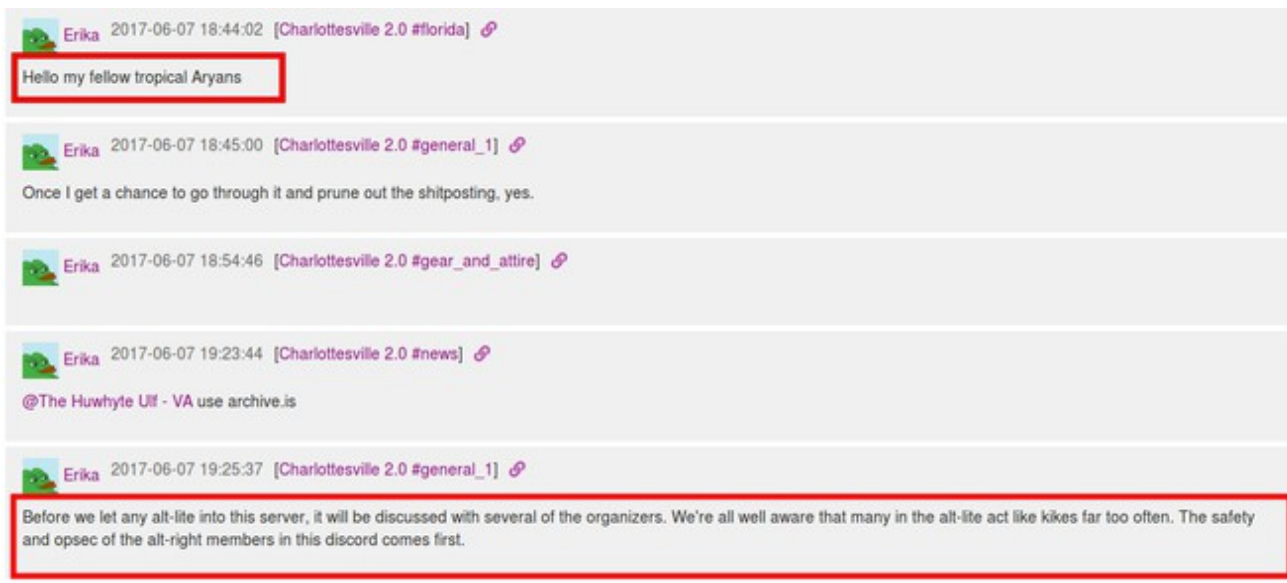 Erika 2017-06-07 18:44:02 [Charlottesville 2.0 #florida]
Hello my fellow tropical Aryans
Erika 2017-06-07 18:45:00 [Charlottesville 2.0 #general_1]
Once I get a chance to go through it and prune out the shitposting, yes.
Erika 2017-06-07 18:54:46 [Charlottesville 2.0 #gear_and_attire]
Erika 2017-06-07 19:23:44 [Charlottesville 2.0 #news]
@The Huwhyte Ulf - VA use archive.is
Erika 2017-06-07 19:25:37 [Charlottesville 2.0 #general_1]
Before we let any alt-lite into this server, it will be discussed with several of the organizers. We're all well aware that many in the alt-lite act like kikes far too often. The safety
and opsec of the alt-right members in this discord comes first.